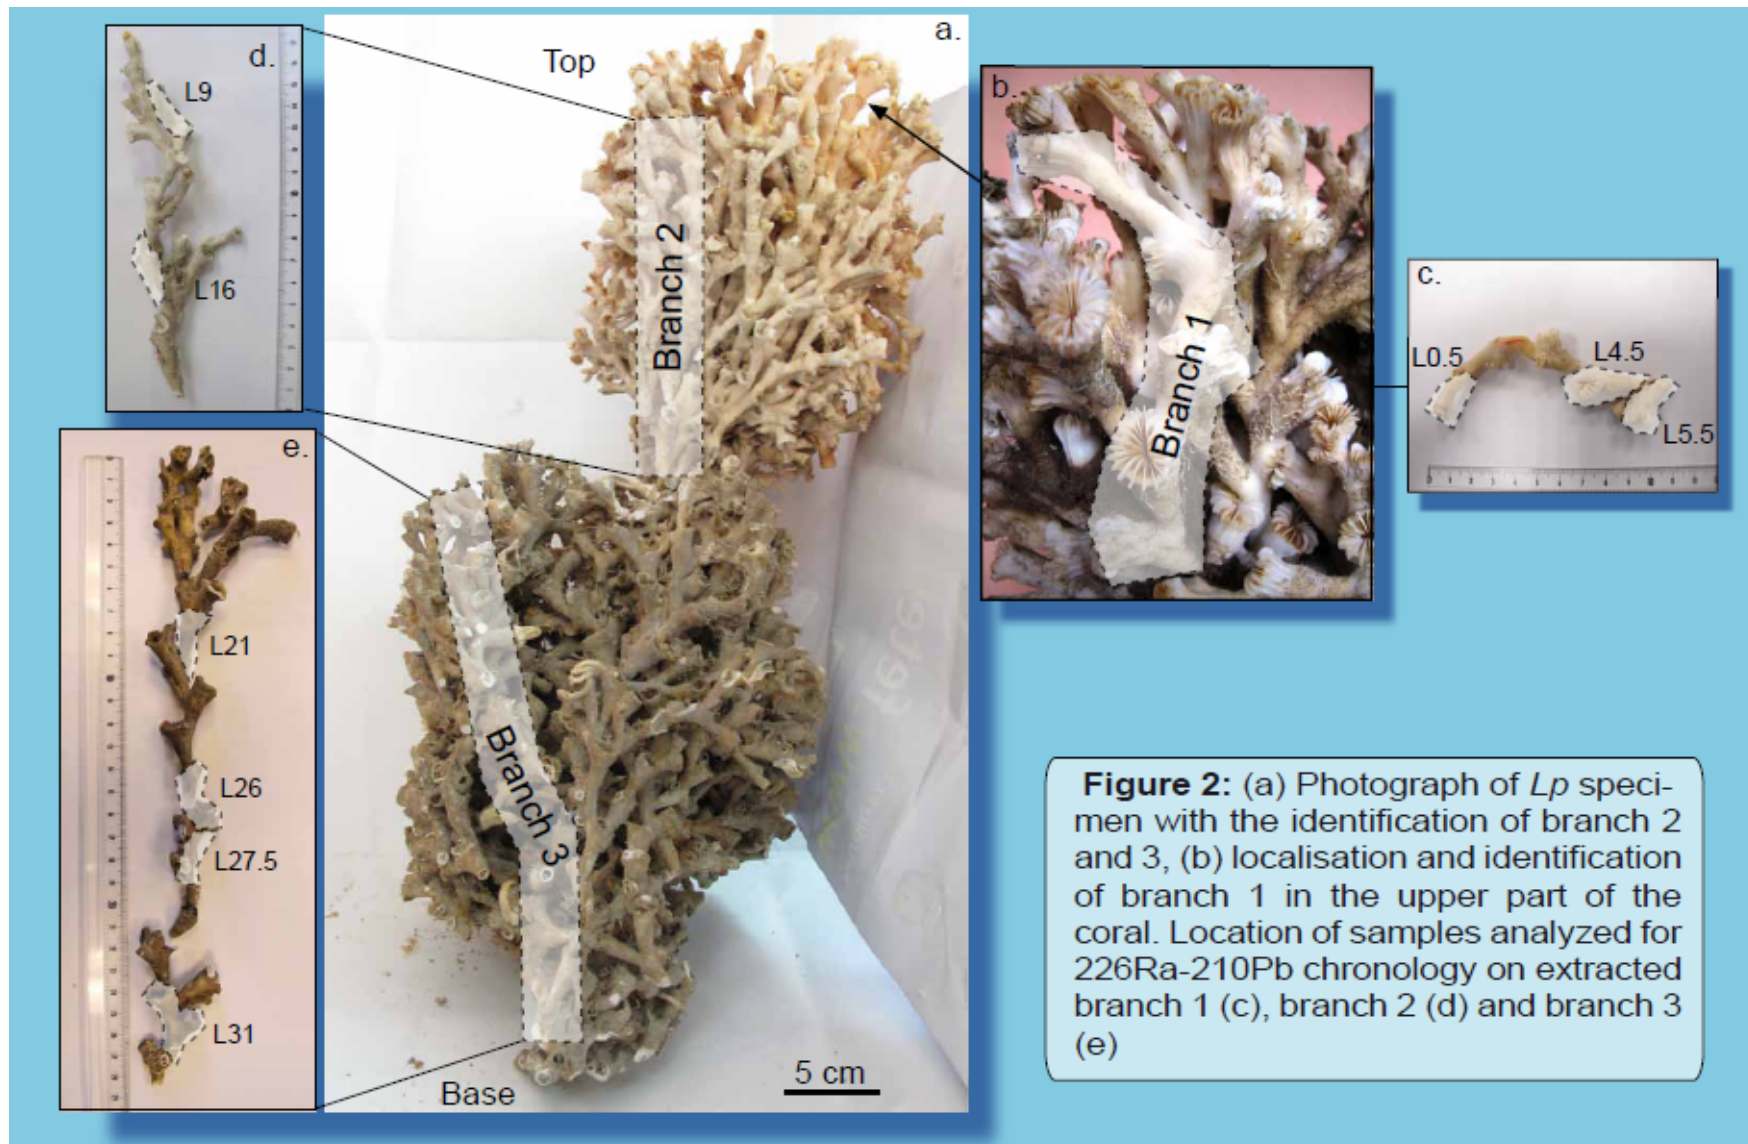 d.
L9
L16
Top
a.
Branch 2
b.
Branch 1
c.
L0.5
L4.5
L5.5
e.
L21
L26
L27.5
L31
Branch 3
Base
5 cm
Figure 2: (a) Photograph of Lp speci-
men with the identification of branch 2
and 3, (b) localisation and identification
of branch 1 in the upper part of the
coral. Location of samples analyzed for
226Ra-210Pb chronology on extracted
branch 1 (c), branch 2 (d) and branch 3
(e)